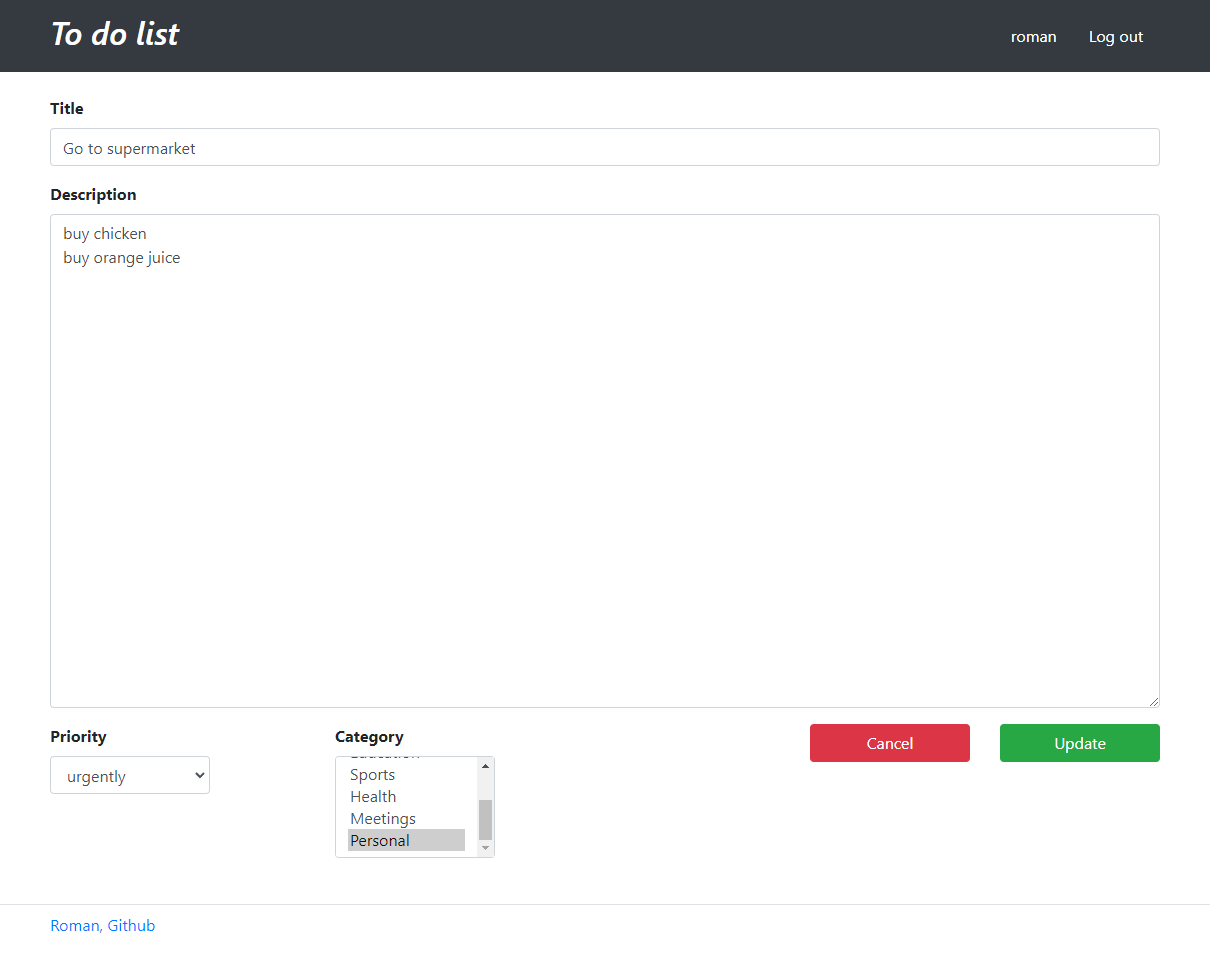 To do list
roman
Log out
Title
Go to supermarket
Description
buy chicken
buy orange juice
Priority
Category
Cancel
Update
urgently
Sports
Health
Meetings
Personal
Roman, Github